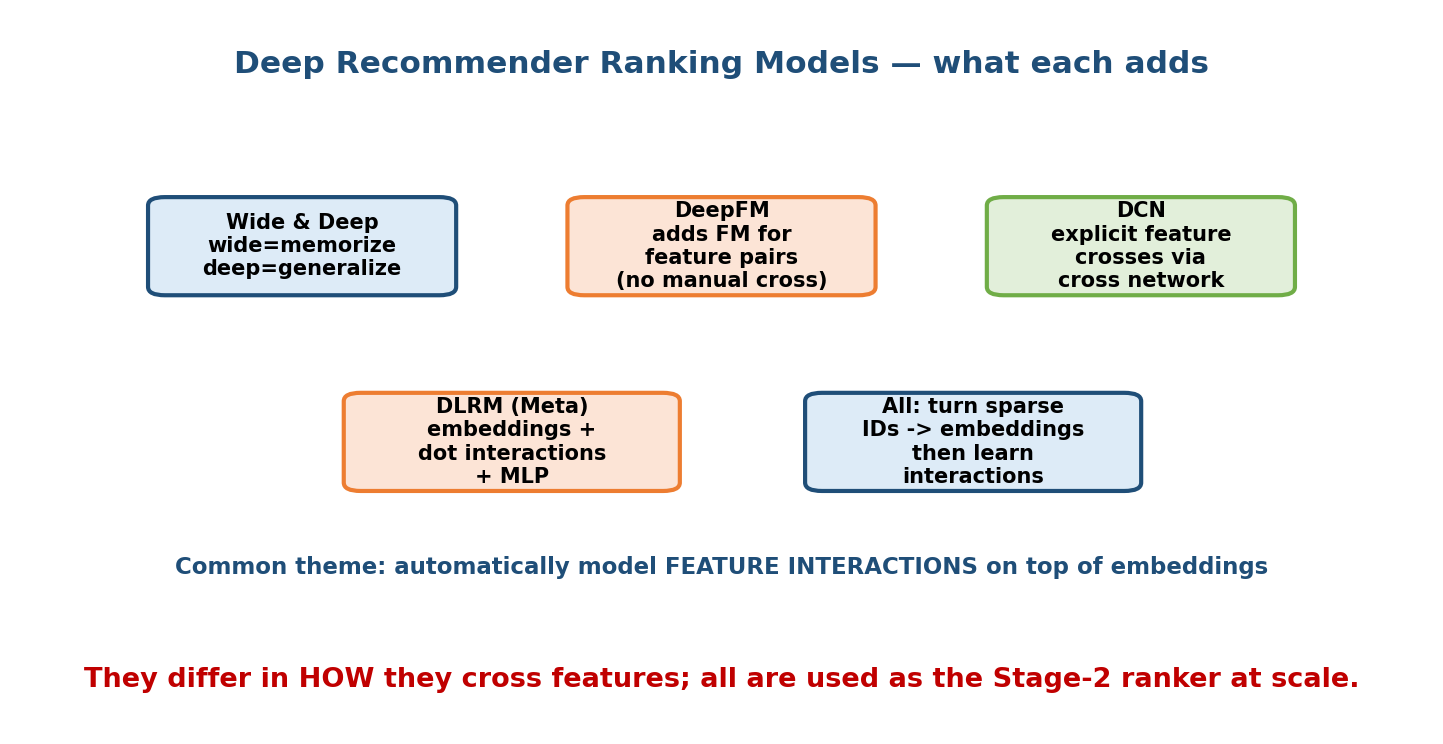 Deep Recommender Ranking Models — what each adds
Wide & Deep
wide=memorize
deep=generalize
DeepFM
adds FM for
feature pairs
(no manual cross)
DCN
explicit feature
crosses via
cross network
DLRM (Meta)
embeddings +
dot interactions
+ MLP
All: turn sparse
IDs -> embeddings
then learn
interactions
Common theme: automatically model FEATURE INTERACTIONS on top of embeddings
They differ in HOW they cross features; all are used as the Stage-2 ranker at scale.